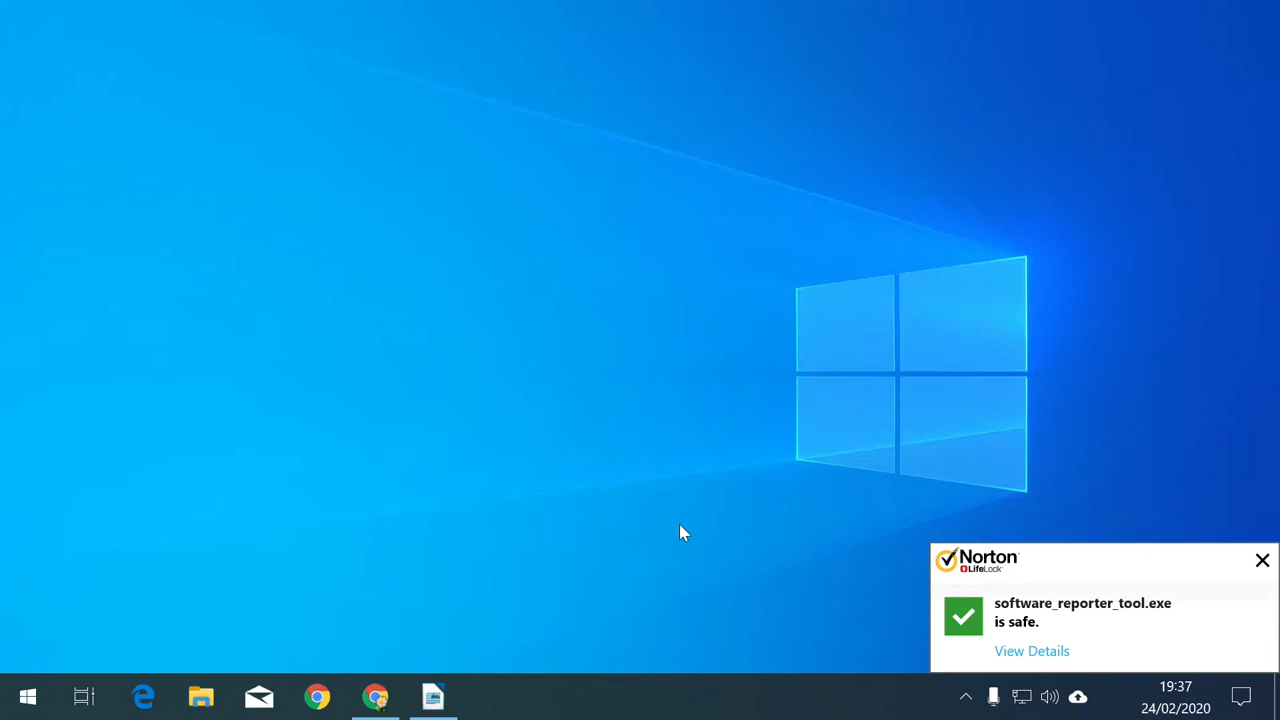 Norton
LifeLock
software_reporter_tool.exe
is safe.
View Details
19:37
24/02/2020